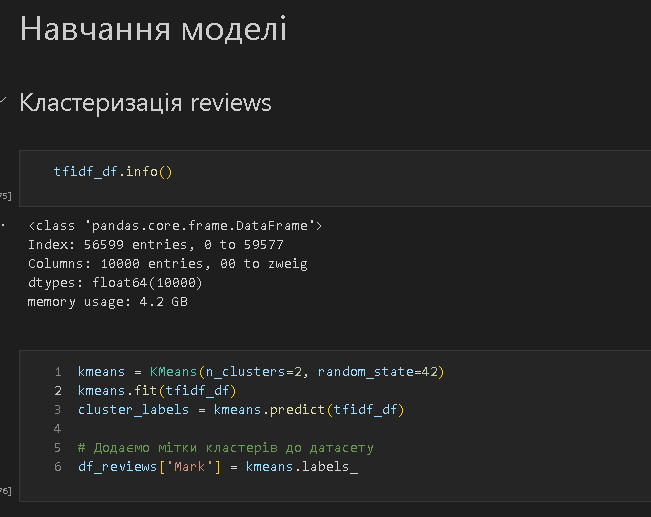 Навчання моделі
Кластеризація reviews
tfidf_df.info()
75]
<class 'pandas.core.frame.DataFrame'>
Index: 56599 entries, 0 to 59577
Columns: 10000 entries, 00 to zweig
dtypes: float64(10000)
memory usage: 4.2 GB
1 kmeans = KMeans(n_clusters=2, random_state=42)
2 kmeans.fit(tfidf_df)
3 cluster_labels = kmeans.predict(tfidf_df)
4
5 # Додаємо мітки кластерів до датасету
6 df_reviews['Mark'] = kmeans.labels_
76]